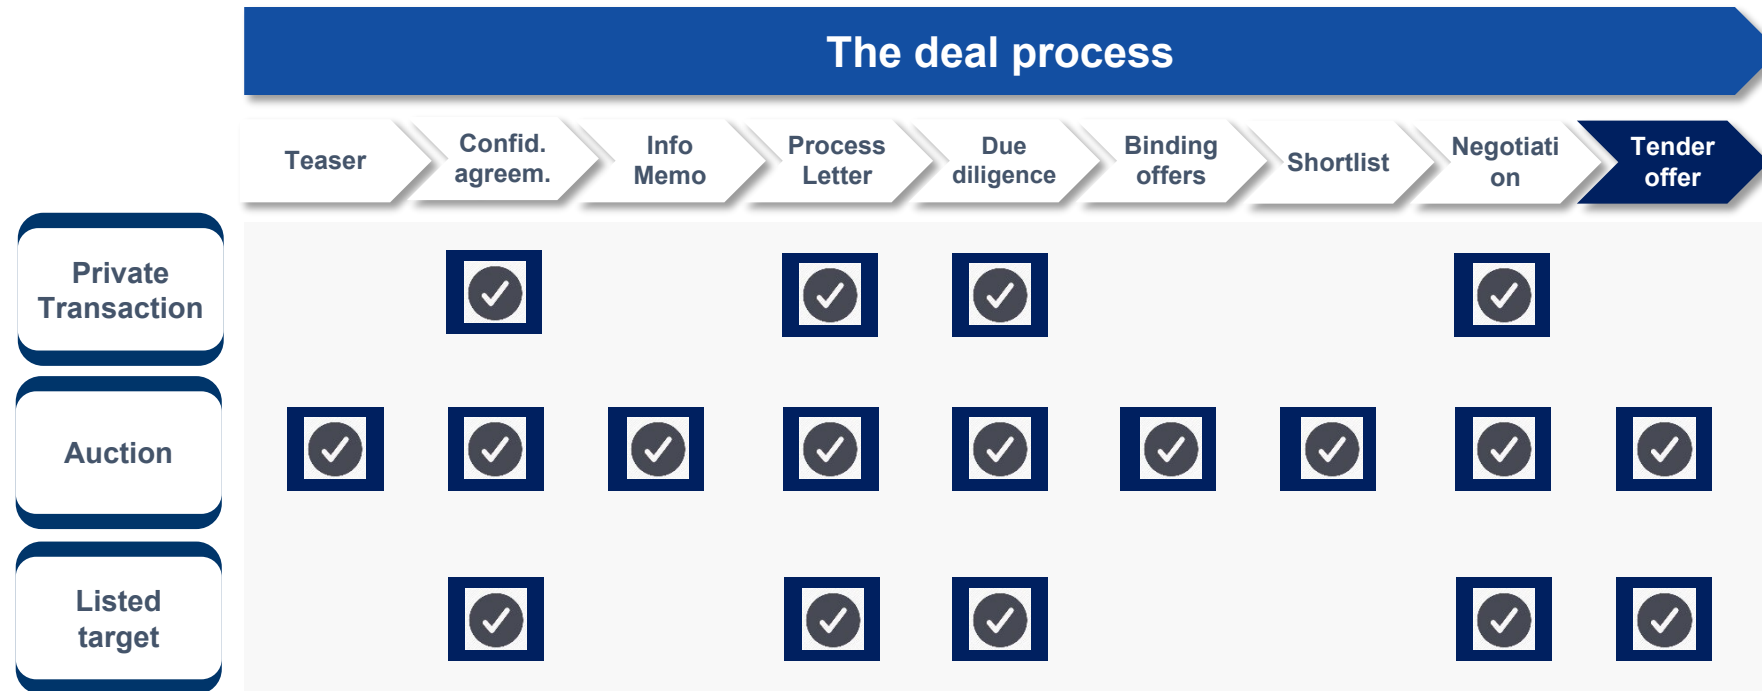 The deal process
Teaser
Confid.
agreem.
Info
Memo
Process
Letter
Due
diligence
Binding
offers
Shortlist
Negotiati
on
Tender
offer
Private
Transaction
Auction
Listed
target